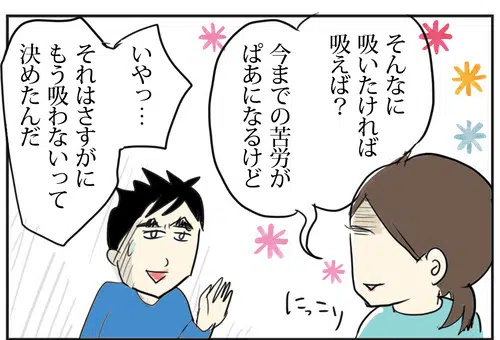 そんなに
吸いたければ
吸えば？
今までの苦労が
ぱあになるけど
にっこり
いやっ…
それはさすがに
もう吸わないって
決めたんだ